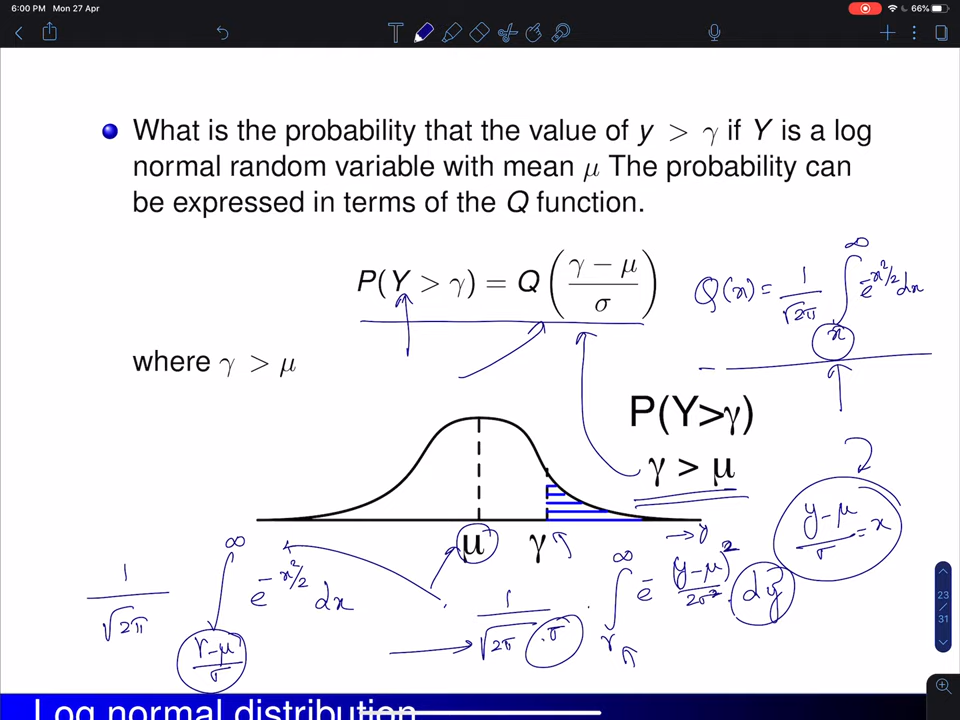 6:00 PM Mon 27 Apr
66%
T
What is the probability that the value of y > γ if Y is a log
normal random variable with mean μ The probability can
be expressed in terms of the Q function.
P(Y > γ) = Q ( (γ − μ) / σ )
Q(x) = 1/√2π ∫_x^∞ e^{-x²/2} dx
where γ > μ
P(Y>γ)
γ > μ
(y-μ)/σ = x
μ γ → y
1/√2π ∫_{(γ-μ)/σ}^∞ e^{-x²/2} dx
1/(√2π . σ) . ∫_γ^∞ e^{-(y-μ)²/2σ²} . dy
23
/
31
Log normal distribution